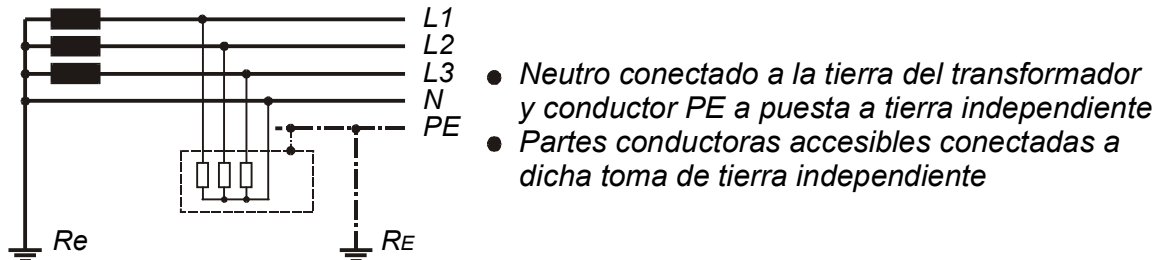 L1
L2
L3
N
PE
Re
RE
● Neutro conectado a la tierra del transformador
y conductor PE a puesta a tierra independiente
● Partes conductoras accesibles conectadas a
dicha toma de tierra independiente